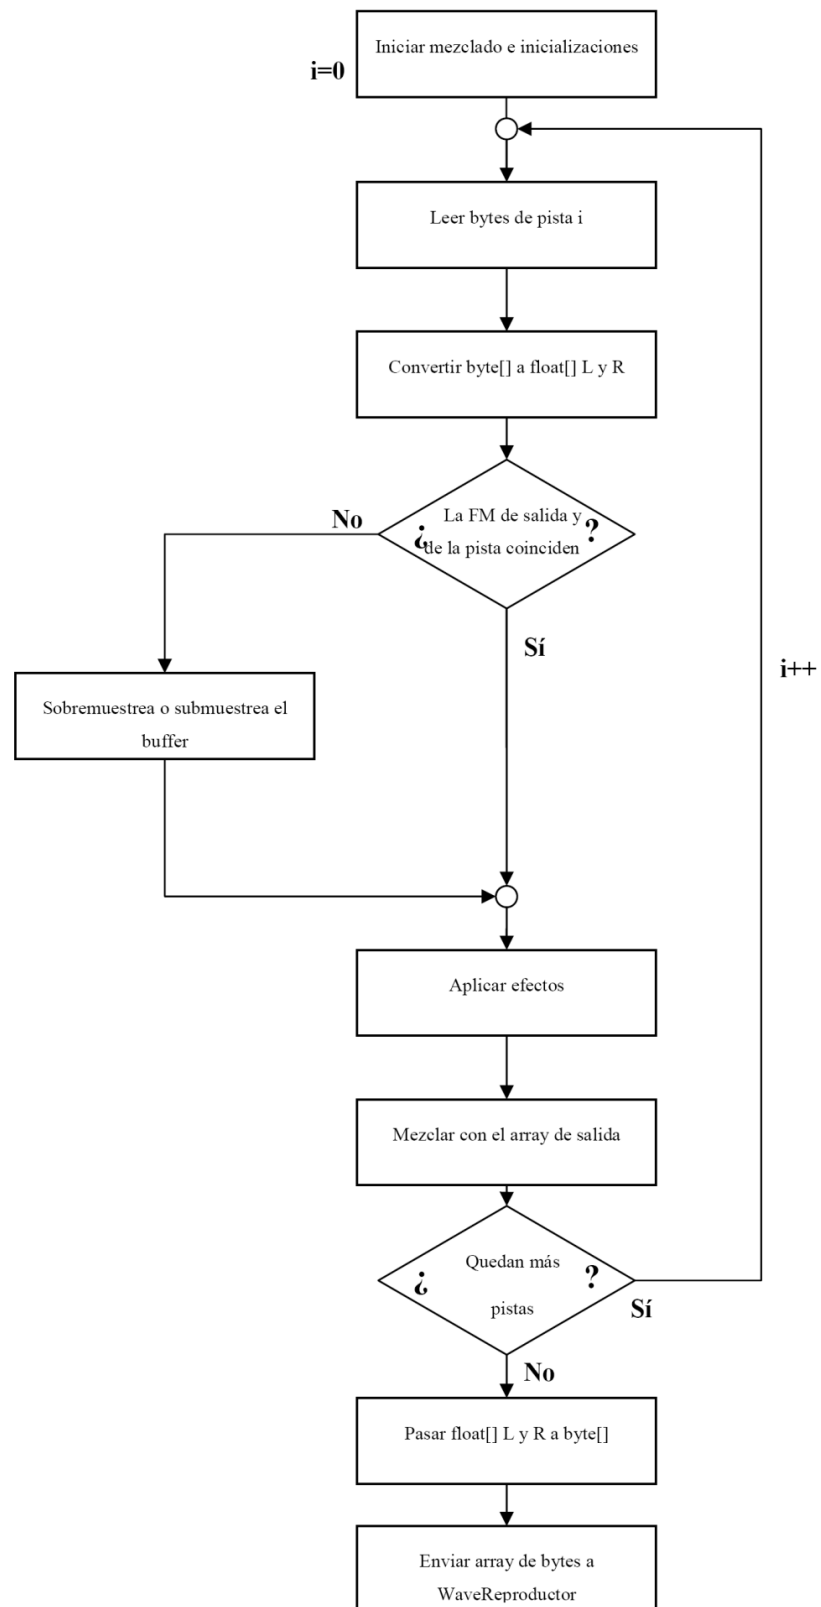 Iniciar mezclado e inicializaciones
i=0
Leer bytes de pista i
Convertir byte[] a float[] L y R
¿ La FM de salida y
de la pista coinciden ?
No
Sí
i++
Sobremuestrea o submuestrea el
buffer
Aplicar efectos
Mezclar con el array de salida
¿ Quedan más ?
pistas
Sí
No
Pasar float[] L y R a byte[]
Enviar array de bytes a
WaveReproductor